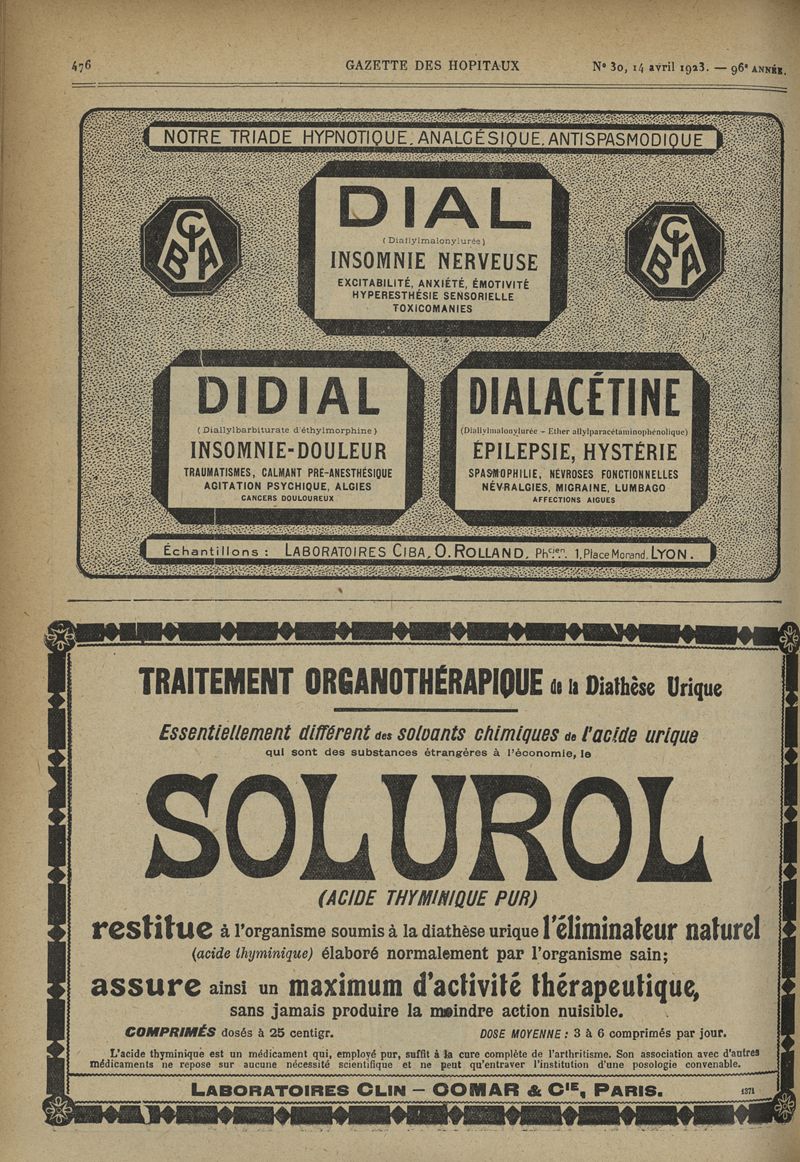 476
GAZETTE DES HOPITAUX
N° 30, 14 avril 1923. — 96e ANNÉE.
NOTRE TRIADE HYPNOTIQUE, ANALGÉSIQUE, ANTISPASMODIQUE
CIBA
CIBA
DIAL
(Diallylmalonylurée)
INSOMNIE NERVEUSE
EXCITABILITÉ, ANXIÉTÉ, ÉMOTIVITÉ
HYPERESTHÉSIE SENSORIELLE
TOXICOMANIES
DIDIAL
(Diallylbarbiturate d'éthylmorphine)
INSOMNIE-DOULEUR
TRAUMATISMES, CALMANT PRÉ-ANESTHÉSIQUE
AGITATION PSYCHIQUE, ALGIES
CANCERS DOULOUREUX
DIALACÉTINE
(Diallylmalonylurée - Ether allylparacétaminophénolique)
ÉPILEPSIE, HYSTÉRIE
SPASMOPHILIE, NÉVROSES FONCTIONNELLES
NÉVRALGIES, MIGRAINE, LUMBAGO
AFFECTIONS AIGUES
Échantillons : LABORATOIRES CIBA, O. ROLLAND, Phcien. 1, Place Morand, LYON.
TRAITEMENT ORGANOTHÉRAPIQUE de la Diathèse Urique
Essentiellement différent des solvants chimiques de l'acide urique
qui sont des substances étrangères à l'économie, le
SOLUROL
(ACIDE THYMINIQUE PUR)
restitue à l'organisme soumis à la diathèse urique l'éliminateur naturel
(acide thyminique) élaboré normalement par l'organisme sain;
assure ainsi un maximum d'activité thérapeutique,
sans jamais produire la moindre action nuisible.
COMPRIMÉS dosés à 25 centigr. DOSE MOYENNE : 3 à 6 comprimés par jour.
L'acide thyminique est un médicament qui, employé pur, suffit à la cure complète de l'arthritisme. Son association avec d'autres
médicaments ne repose sur aucune nécessité scientifique et ne peut qu'entraver l'institution d'une posologie convenable.
LABORATOIRES CLIN — COMAR & CIE, PARIS. 1371